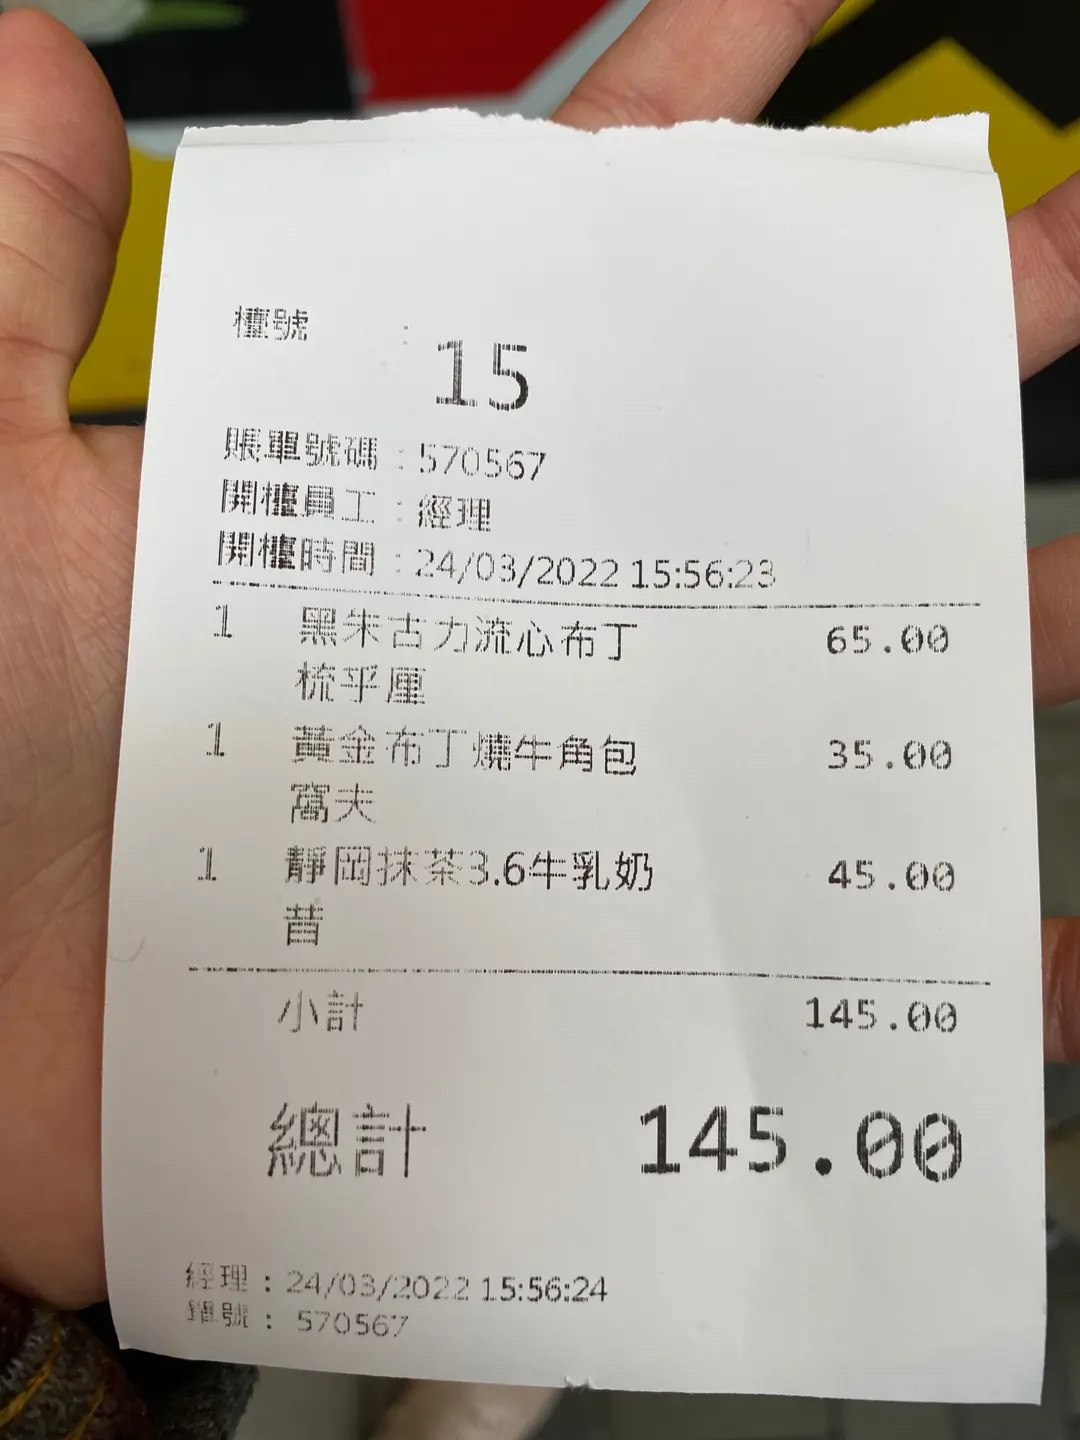 檯號 : 15
賬單號碼 : 570567
開檯員工 : 經理
開檯時間 : 24/03/2022 15:56:23
1 黑朱古力流心布丁 65.00
梳乎厘
1 黃金布丁燒牛角包 35.00
窩夫
1 靜岡抹茶3.6牛乳奶 45.00
昔
小計 145.00
總計 145.00
經理 : 24/03/2022 15:56:24
單號 : 570567